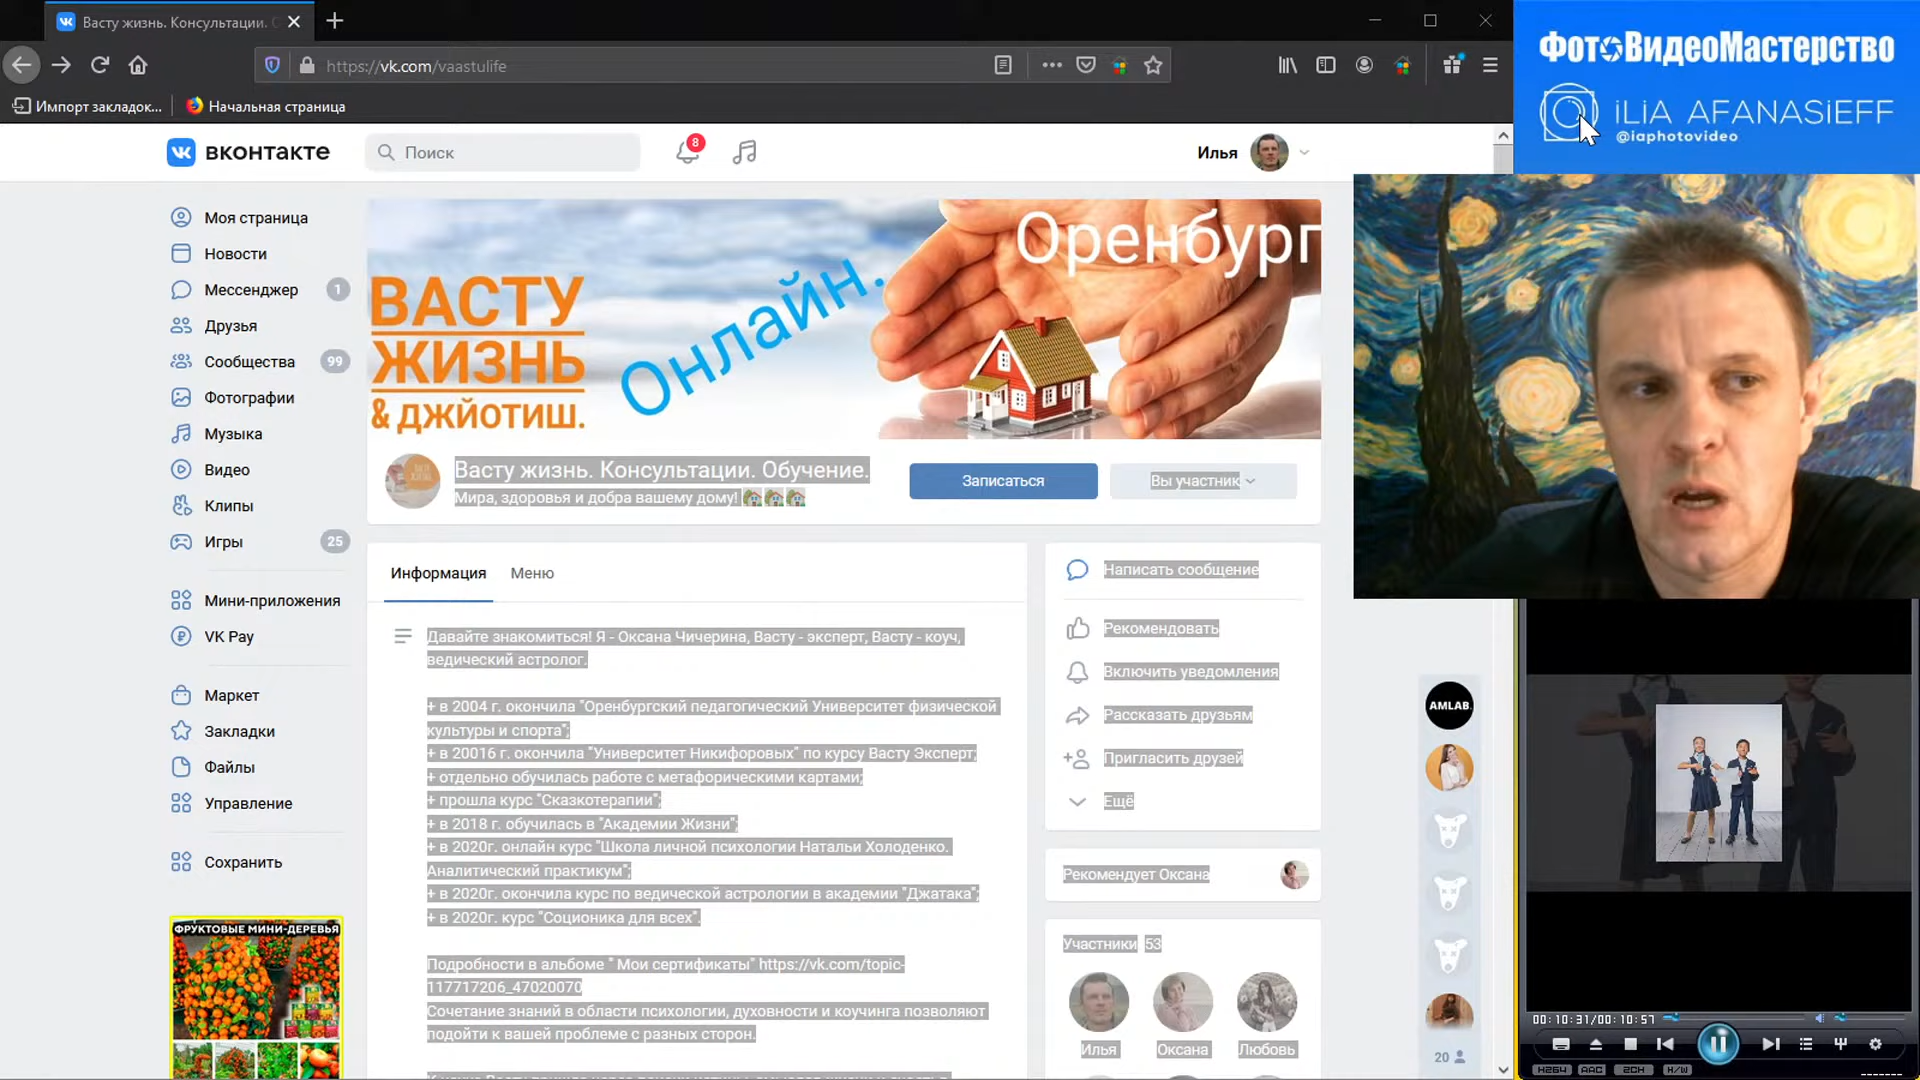 Васту жизнь. Консультации.
https://vk.com/vaastulife
Импорт закладок...
Начальная страница
ФотоВидеоМастерство
iLiA AFANASiEFF
@iaphotovideo
вконтакте
Поиск
8
Илья
Моя страница
Новости
Мессенджер
1
Друзья
Сообщества
99
Фотографии
Музыка
Видео
Клипы
Игры
25
Мини-приложения
VK Pay
Маркет
Закладки
Файлы
Управление
Сохранить
ФРУКТОВЫЕ МИНИ-ДЕРЕВЬЯ
Оренбург
Онлайн.
ВАСТУ
ЖИЗНЬ
& ДЖЙОТИШ.
Васту жизнь. Консультации. Обучение.
Мира, здоровья и добра вашему дому!
Записаться
Вы участник
Информация
Меню
Давайте знакомиться! Я - Оксана Чичерина, Васту - эксперт, Васту - коуч,
ведический астролог.
+ в 2004 г. окончила "Оренбургский педагогический Университет физической
культуры и спорта";
+ в 20016 г. окончила "Университет Никифоровых" по курсу Васту Эксперт;
+ отдельно обучилась работе с метафорическими картами;
+ прошла курс "Сказкотерапии";
+ в 2018 г. обучилась в "Академии Жизни";
+ в 2020г. онлайн курс "Школа личной психологии Натальи Холоденко.
Аналитический практикум";
+ в 2020г. окончила курс по ведической астрологии в академии "Джатака";
+ в 2020г. курс "Соционика для всех".
Подробности в альбоме " Мои сертификаты" https://vk.com/topic-
117717206_47020070
Сочетание знаний в области психологии, духовности и коучинга позволяют
подойти к вашей проблеме с разных сторон.
Написать сообщение
Рекомендовать
Включить уведомления
Рассказать друзьям
Пригласить друзей
Ещё
Рекомендует Оксана
Участники 53
Илья
Оксана
Любовь
AMLAB.
20
00:10:31/00:10:57
H264
AAC
2CH
H/W